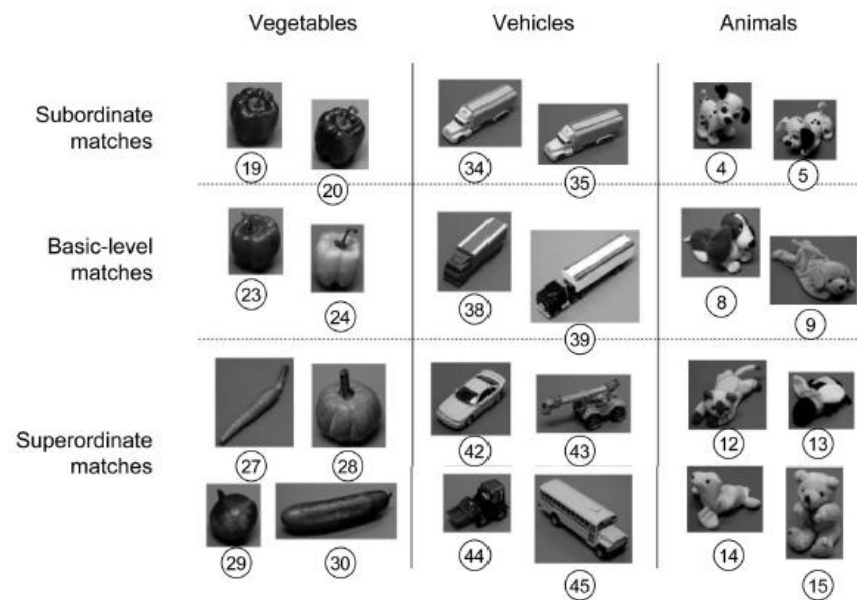 Vegetables Vehicles Animals
Subordinate
matches
19 20 34 35 4 5
Basic-level
matches
23 24 38 39 8 9
Superordinate
matches
27 28 42 43 12 13
29 30 44 45 14 15